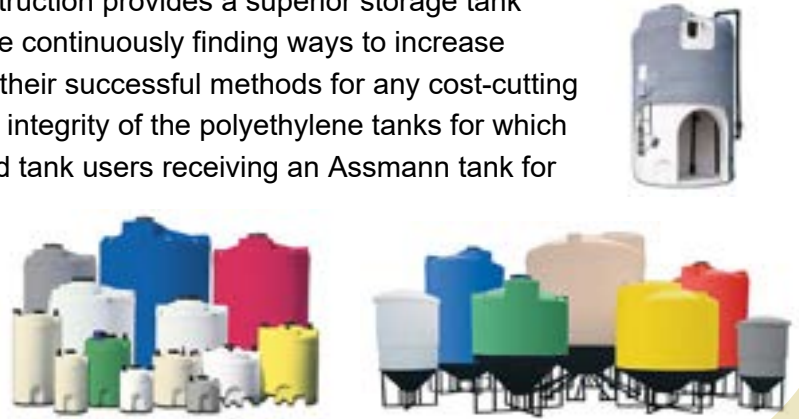 truction provides a superior storage tank
e continuously finding ways to increase
their successful methods for any cost-cutting
integrity of the polyethylene tanks for which
d tank users receiving an Assmann tank for